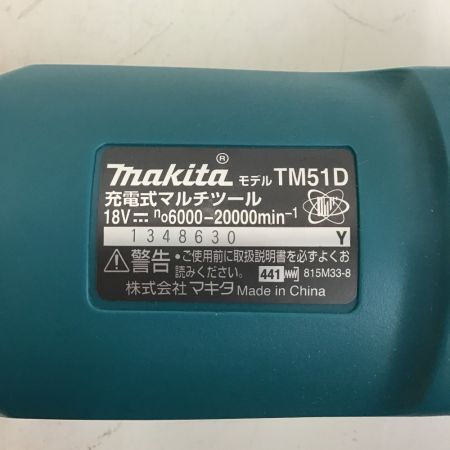 makita® モデル TM51D
充電式マルチツール
18V⎓ no6000-20000min-1
1348630 Y
⚠警告 •ご使用前に取扱説明書を必ずよくお
読みください。 441 815M33-8
株式会社 マキタ Made in China